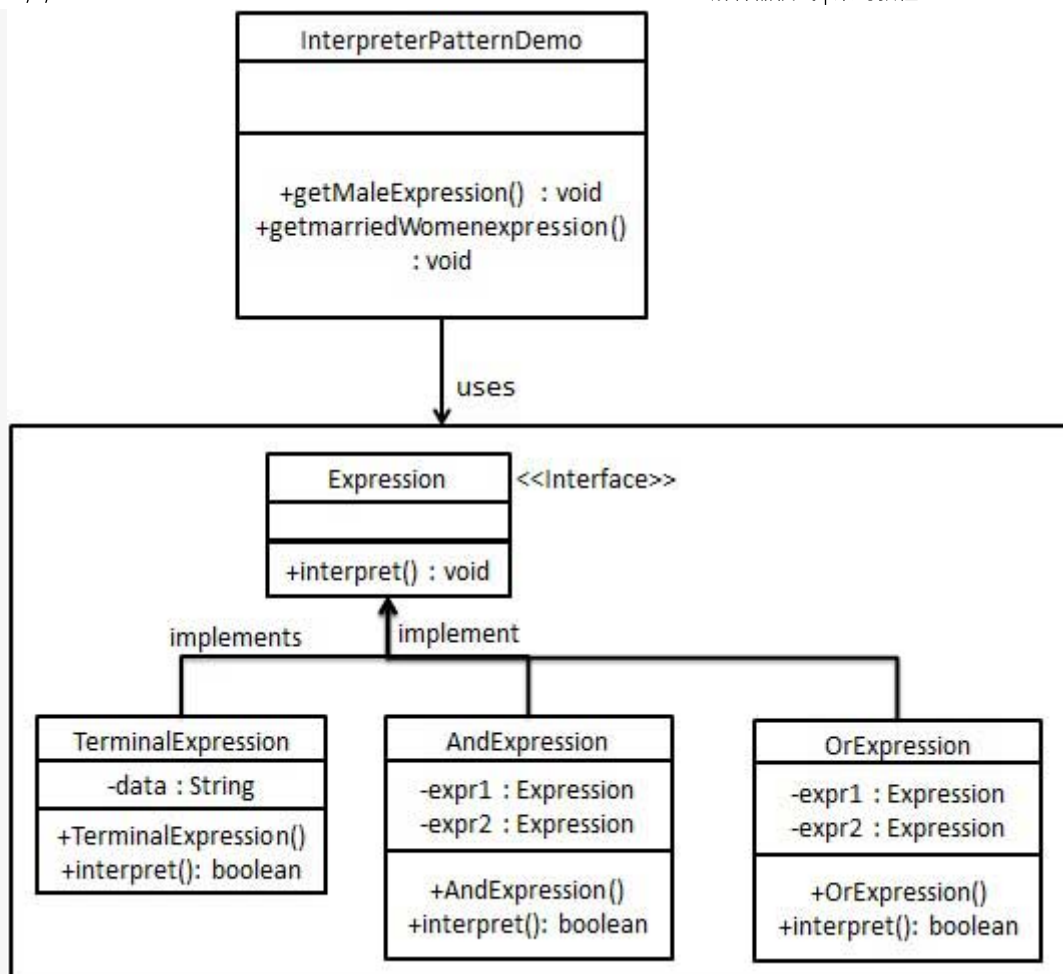 InterpreterPatternDemo
+getMaleExpression() : void
+getmarriedWomenexpression()
: void
uses
Expression
<<Interface>>
+interpret() : void
implements
implement
TerminalExpression
-data : String
+TerminalExpression()
+interpret(): boolean
AndExpression
-expr1 : Expression
-expr2 : Expression
+AndExpression()
+interpret(): boolean
OrExpression
-expr1 : Expression
-expr2 : Expression
+OrExpression()
+interpret(): boolean